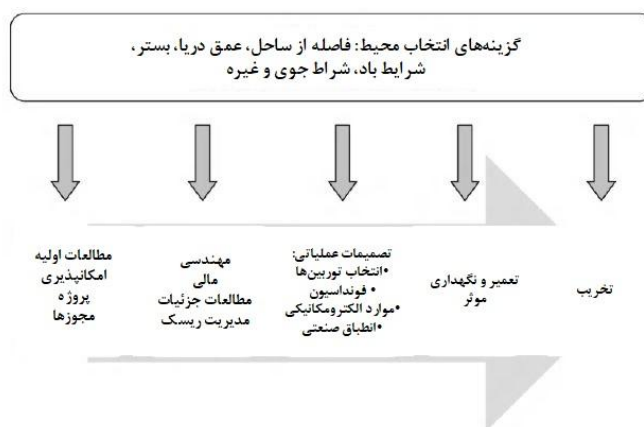 گزینه‌های انتخاب محیط: فاصله از ساحل، عمق دریا، بستر،
شرایط باد، شراط جوی و غیره
مطالعات اولیه
امکانپذیری
پروژه
مجوزها
مهندسی
مالی
مطالعات جزئیات
مدیریت ریسک
تصمیمات عملیاتی:
•انتخاب توربین‌ها
• فونداسیون
•موارد الکترومکانیکی
•انطباق صنعتی
تعمیر و نگهداری
موثر
تخریب